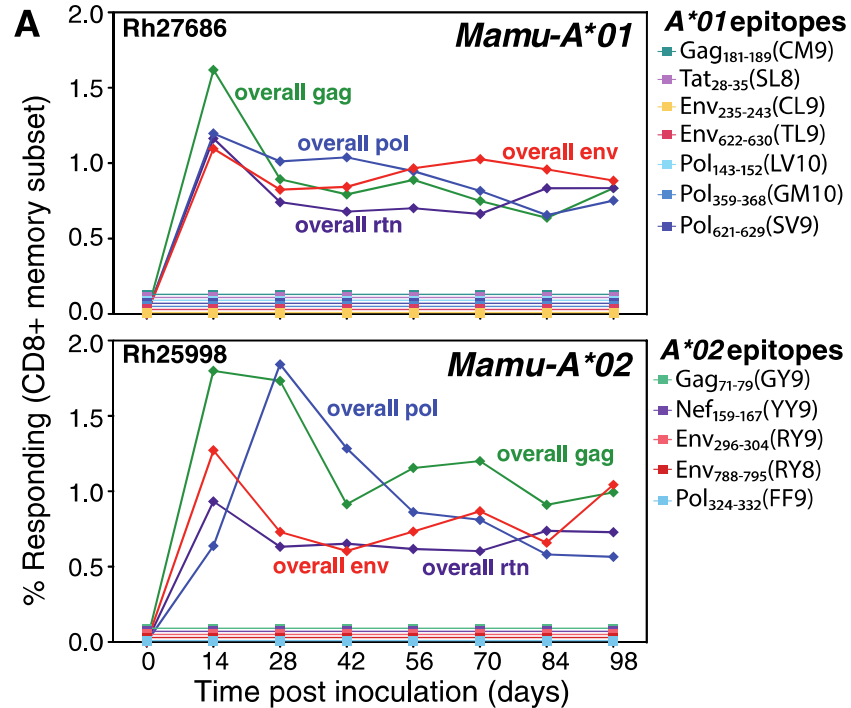 A
Rh27686
Mamu-A*01
2.0
1.5
1.0
0.5
0.0
overall gag
overall pol
overall env
overall rtn
A*01 epitopes
Gag181-189(CM9)
Tat28-35(SL8)
Env235-243(CL9)
Env622-630(TL9)
Pol143-152(LV10)
Pol359-368(GM10)
Pol621-629(SV9)
% Responding (CD8+ memory subset)
Rh25998
Mamu-A*02
2.0
1.5
1.0
0.5
0.0
overall pol
overall gag
overall env
overall rtn
A*02 epitopes
Gag71-79(GY9)
Nef159-167(YY9)
Env296-304(RY9)
Env788-795(RY8)
Pol324-332(FF9)
0 14 28 42 56 70 84 98
Time post inoculation (days)